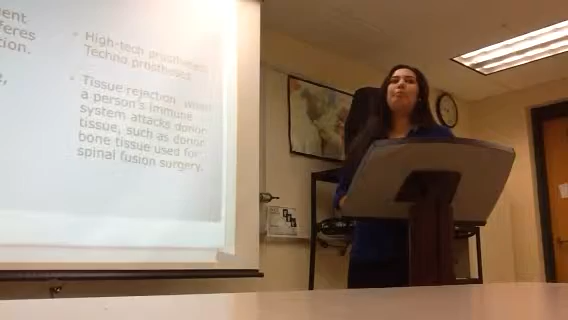 ent
feres
tion.
High-tech prostheses
Techno prostheses
Tissue rejection when
a person's immune
system attacks donor
tissue, such as donor
bone tissue used for
spinal fusion surgery.